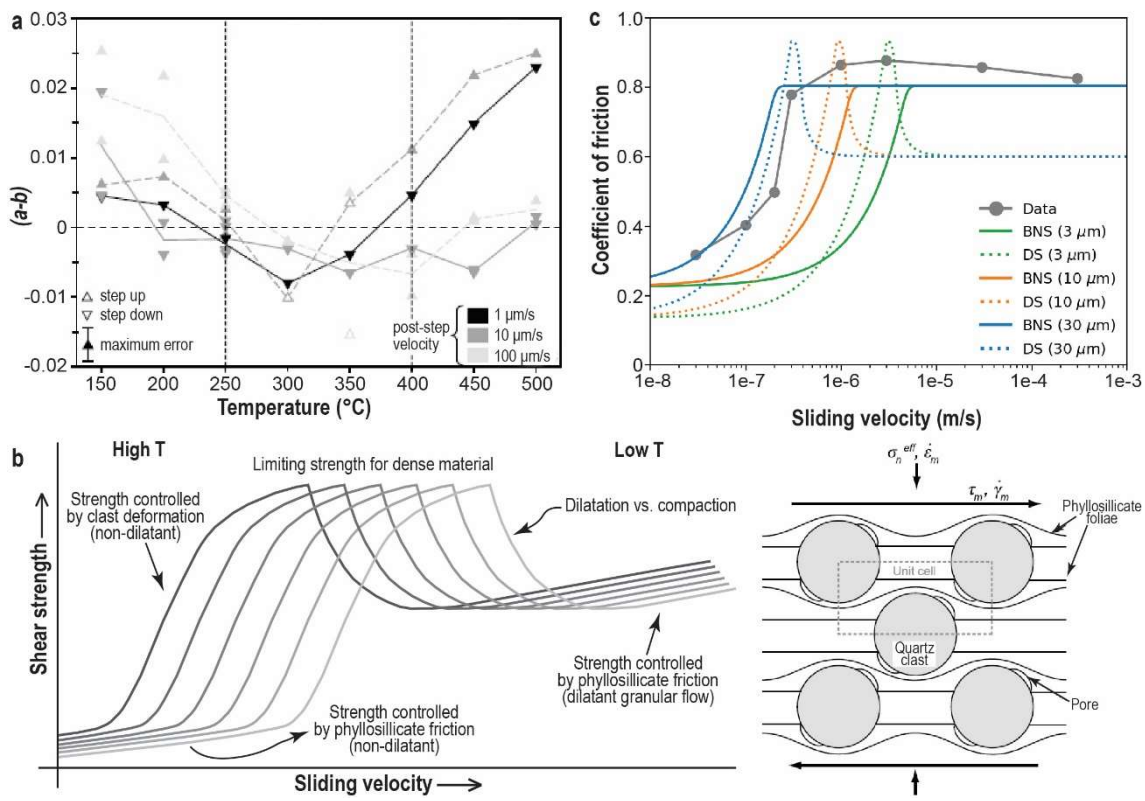 a
0.03
0.02
0.01
0
-0.01
-0.02
(a-b)
step up
step down
maximum error
post-step
velocity
1 µm/s
10 µm/s
100 µm/s
150 200 250 300 350 400 450 500
Temperature (°C)
c
1.0
0.8
0.6
0.4
0.2
0.0
Coefficient of friction
Data
BNS (3 µm)
DS (3 µm)
BNS (10 µm)
DS (10 µm)
BNS (30 µm)
DS (30 µm)
1e-8 1e-7 1e-6 1e-5 1e-4 1e-3
Sliding velocity (m/s)
b
High T
Low T
Limiting strength for dense material
Strength controlled
by clast deformation
(non-dilatant)
Dilatation vs. compaction
Strength controlled
by phyllosillicate friction
(dilatant granular flow)
Strength controlled
by phyllosillicate friction
(non-dilatant)
Shear strength
Sliding velocity
σₙᵉᶠᶠ, ε̇ₘ
τₘ, γ̇ₘ
Phyllosillicate
foliae
Unit cell
Quartz
clast
Pore